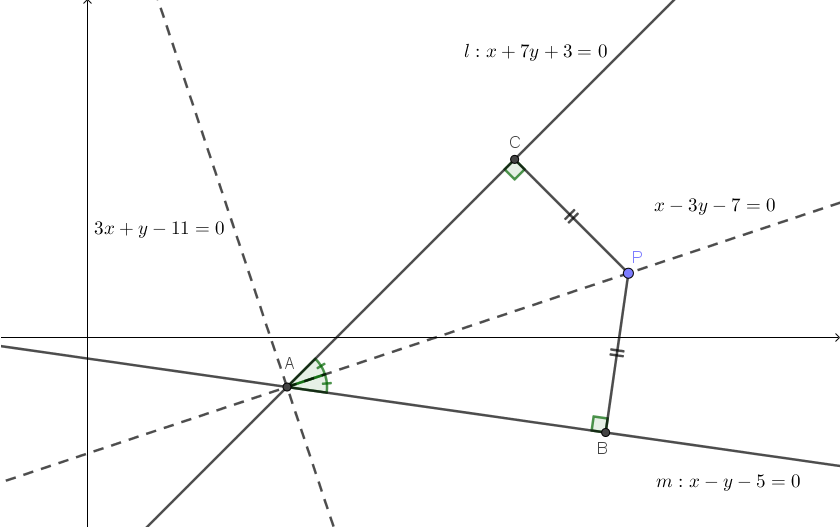 l : x + 7y + 3 = 0
C
x − 3y − 7 = 0
3x + y − 11 = 0
P
A
B
m : x − y − 5 = 0